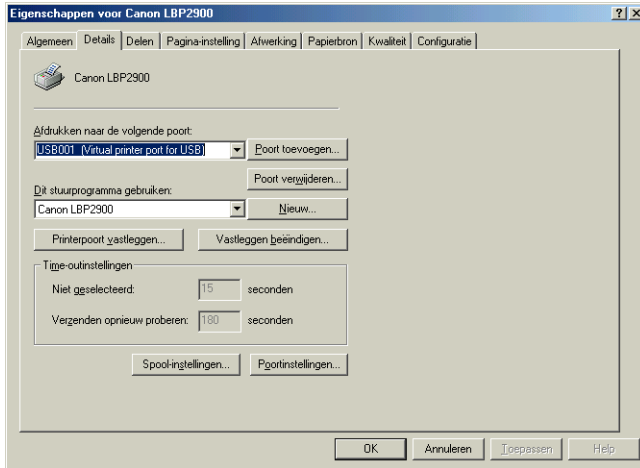 Eigenschappen voor Canon LBP2900
Algemeen Details Delen Pagina-instelling Afwerking Papierbron Kwaliteit Configuratie
Canon LBP2900
Afdrukken naar de volgende poort:
USB001 (Virtual printer port for USB) Poort toevoegen...
Poort verwijderen...
Dit stuurprogramma gebruiken:
Canon LBP2900 Nieuw...
Printerpoort vastleggen... Vastleggen beëindigen...
Time-outinstellingen
Niet geselecteerd: 15 seconden
Verzenden opnieuw proberen: 180 seconden
Spool-instellingen... Poortinstellingen...
OK Annuleren Toepassen Help